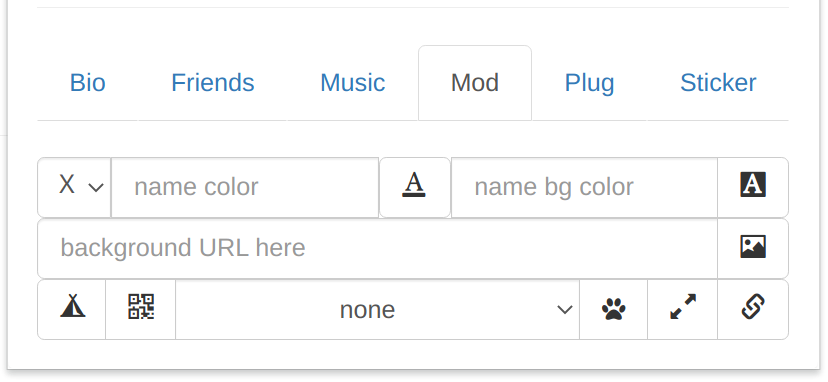 Bio Friends Music Mod Plug Sticker
X name color A name bg color A
background URL here
none